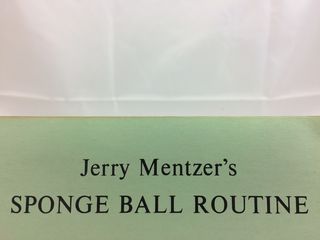 Jerry Mentzer's
SPONGE BALL ROUTINE